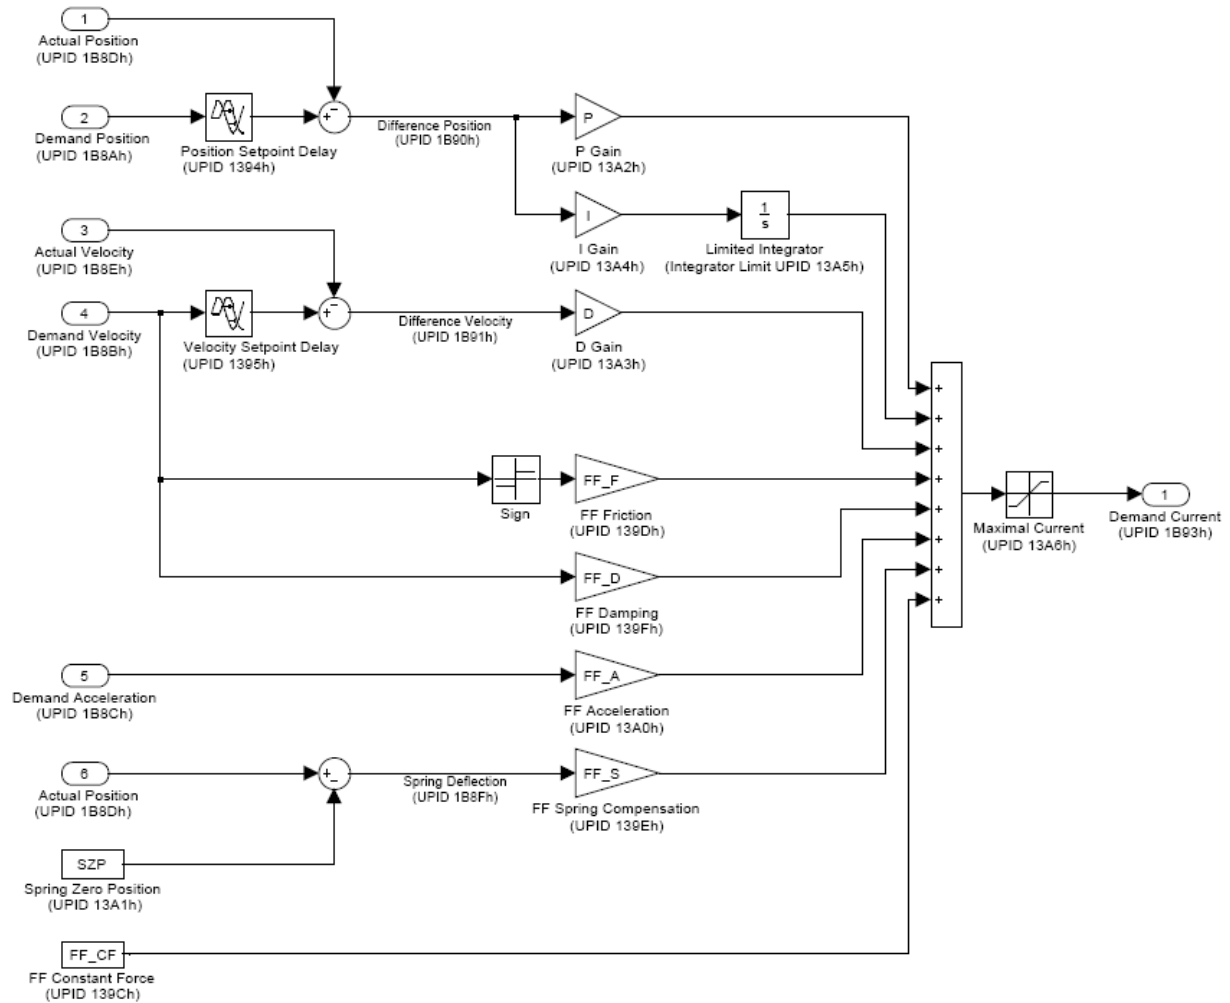 1
Actual Position
(UPID 1B8Dh)
2
Demand Position
(UPID 1B8Ah)
Position Setpoint Delay
(UPID 1394h)
+
−
Difference Position
(UPID 1B90h)
P
P Gain
(UPID 13A2h)
I
I Gain
(UPID 13A4h)
1
s
Limited Integrator
(Integrator Limit UPID 13A5h)
3
Actual Velocity
(UPID 1B8Eh)
4
Demand Velocity
(UPID 1B8Bh)
Velocity Setpoint Delay
(UPID 1395h)
+
−
Difference Velocity
(UPID 1B91h)
D
D Gain
(UPID 13A3h)
Sign
FF_F
FF Friction
(UPID 139Dh)
FF_D
FF Damping
(UPID 139Fh)
5
Demand Acceleration
(UPID 1B8Ch)
FF_A
FF Acceleration
(UPID 13A0h)
6
Actual Position
(UPID 1B8Dh)
+
−
Spring Deflection
(UPID 1B8Fh)
FF_S
FF Spring Compensation
(UPID 139Eh)
SZP
Spring Zero Position
(UPID 13A1h)
FF_CF
FF Constant Force
(UPID 139Ch)
+
+
+
+
+
+
+
+
Maximal Current
(UPID 13A6h)
1
Demand Current
(UPID 1B93h)